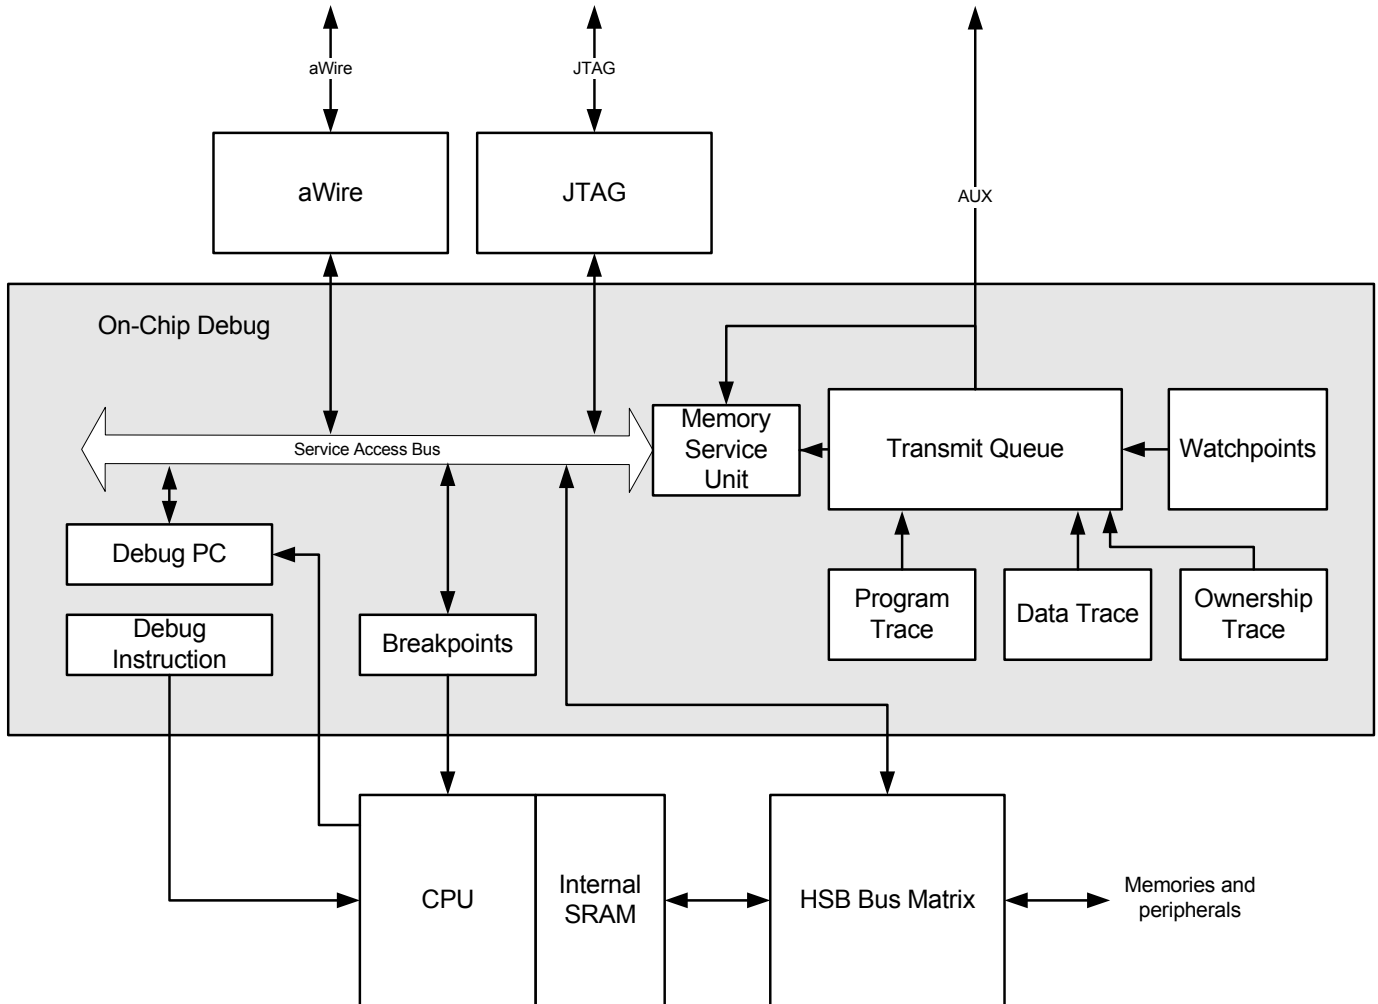 aWire
JTAG
aWire
JTAG
AUX
On-Chip Debug
Service Access Bus
Memory
Service
Unit
Transmit Queue
Watchpoints
Debug PC
Debug
Instruction
Breakpoints
Program
Trace
Data Trace
Ownership
Trace
CPU
Internal
SRAM
HSB Bus Matrix
Memories and
peripherals